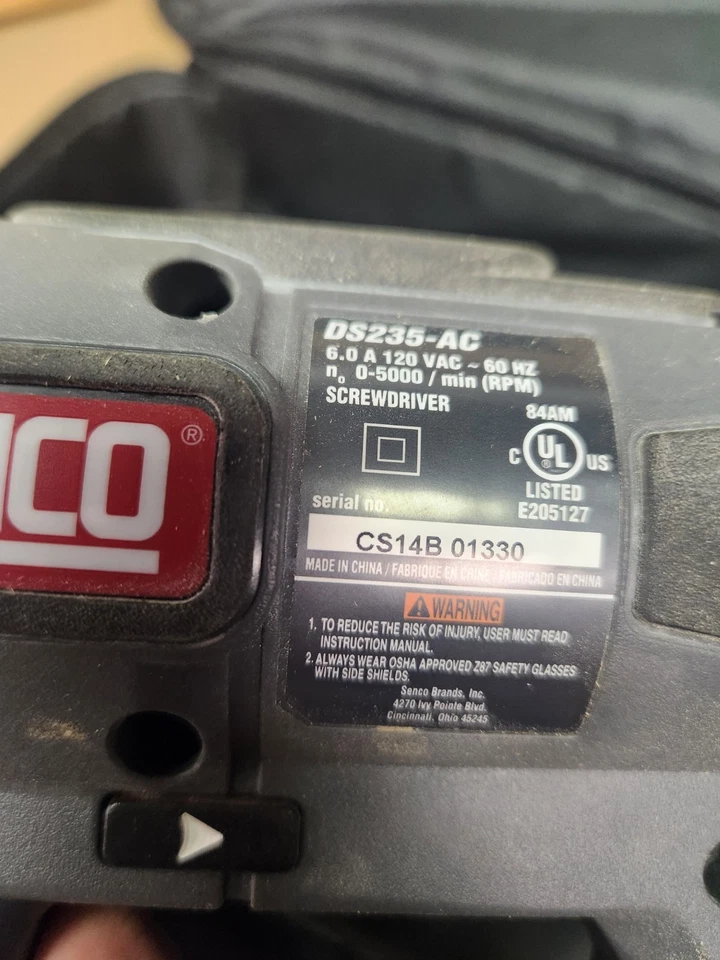 DS235-AC
6.0 A 120 VAC ~ 60 HZ
n₀ 0-5000 / min (RPM)
SCREWDRIVER
84AM
C UL ® US
LISTED
E205127
NCO ®
serial no.
CS14B 01330
MADE IN CHINA / FABRIQUÉ EN CHINE / FABRICADO EN CHINA
WARNING
1. TO REDUCE THE RISK OF INJURY, USER MUST READ
INSTRUCTION MANUAL.
2. ALWAYS WEAR OSHA APPROVED Z87 SAFETY GLASSES
WITH SIDE SHIELDS.
Senco Brands, Inc.
4270 Ivy Pointe Blvd.
Cincinnati, Ohio 45245